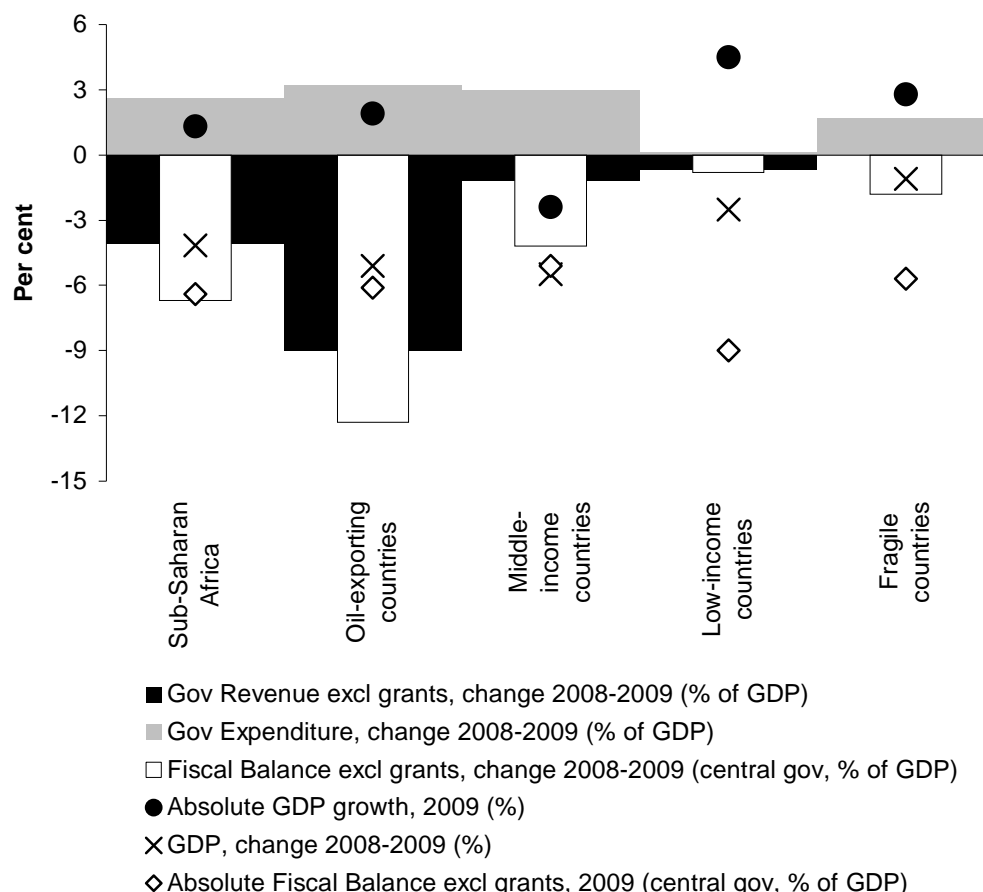 6
3
0
-3
-6
-9
-12
-15
Per cent
Sub-Saharan
Africa
Oil-exporting
countries
Middle-
income
countries
Low-income
countries
Fragile
countries
Gov Revenue excl grants, change 2008-2009 (% of GDP)
Gov Expenditure, change 2008-2009 (% of GDP)
Fiscal Balance excl grants, change 2008-2009 (central gov, % of GDP)
Absolute GDP growth, 2009 (%)
GDP, change 2008-2009 (%)
Absolute Fiscal Balance excl grants, 2009 (central gov, % of GDP)